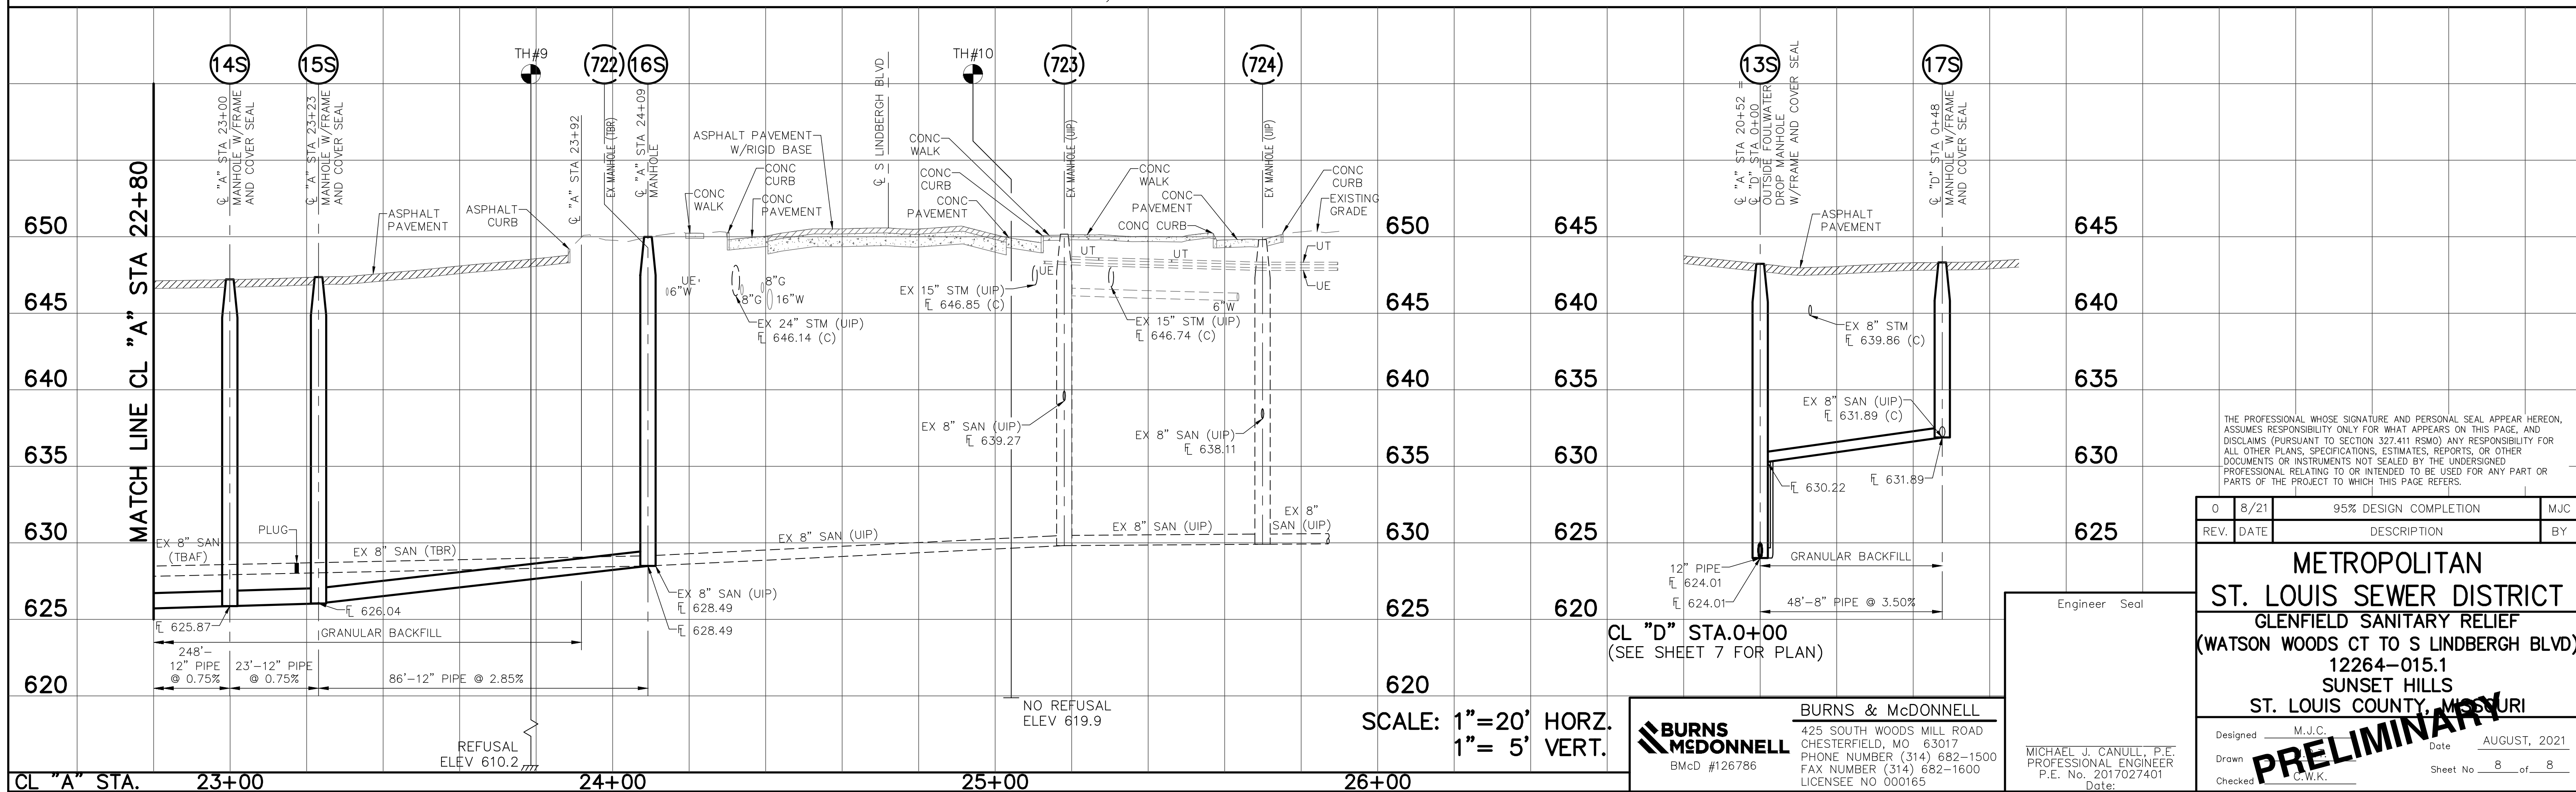 14S
15S
TH#9
(722)
16S
TH#10
(723)
(724)
13S
17S
℄ "A" STA 23+00
MANHOLE W/FRAME
AND COVER SEAL
℄ "A" STA 23+23
MANHOLE W/FRAME
AND COVER SEAL
℄ "A" STA 23+92
EX MANHOLE (TBR)
℄ "A" STA 24+09
MANHOLE
℄ S LINDBERGH BLVD
EX MANHOLE (UIP)
EX MANHOLE (UIP)
℄ "A" STA 20+52 =
℄ "D" STA 0+00
OUTSIDE FOULWATER
DROP MANHOLE
W/FRAME AND COVER SEAL
℄ "D" STA 0+48
MANHOLE W/FRAME
AND COVER SEAL
MATCH LINE CL "A" STA 22+80
ASPHALT
PAVEMENT
ASPHALT
CURB
CONC
WALK
ASPHALT PAVEMENT
W/RIGID BASE
CONC
CURB
CONC
PAVEMENT
CONC
WALK
CONC
CURB
CONC
PAVEMENT
CONC
WALK
CONC
PAVEMENT
CONC CURB
CONC
CURB
EXISTING
GRADE
ASPHALT
PAVEMENT
650
645
640
635
630
625
620
650
645
640
635
630
625
620
645
640
635
630
625
620
645
640
635
630
625
UE
6"W
8"G
8"G
16"W
EX 24" STM (UIP)
FL 646.14 (C)
UE
UT
UT
UT
UE
EX 15" STM (UIP)
FL 646.85 (C)
EX 15" STM (UIP)
FL 646.74 (C)
6"W
EX 8" STM
FL 639.86 (C)
EX 8" SAN (UIP)
FL 639.27
EX 8" SAN (UIP)
FL 638.11
EX 8" SAN (UIP)
FL 631.89 (C)
FL 631.89
FL 630.22
EX 8" SAN
(TBAF)
PLUG
EX 8" SAN (TBR)
EX 8" SAN (UIP)
EX 8" SAN (UIP)
EX 8"
SAN (UIP)
EX 8" SAN (UIP)
FL 628.49
FL 628.49
FL 626.04
FL 625.87
GRANULAR BACKFILL
248'-
12" PIPE
@ 0.75%
23'-12" PIPE
@ 0.75%
86'-12" PIPE @ 2.85%
12" PIPE
FL 624.01
FL 624.01
GRANULAR BACKFILL
48'-8" PIPE @ 3.50%
CL "D" STA.0+00
(SEE SHEET 7 FOR PLAN)
REFUSAL
ELEV 610.2
NO REFUSAL
ELEV 619.9
SCALE: 1"=20' HORZ.
1"= 5' VERT.
CL "A" STA.
23+00
24+00
25+00
26+00
BURNS
McDONNELL
BMcD #126786
BURNS & McDONNELL
425 SOUTH WOODS MILL ROAD
CHESTERFIELD, MO 63017
PHONE NUMBER (314) 682-1500
FAX NUMBER (314) 682-1600
LICENSEE NO 000165
Engineer Seal
MICHAEL J. CANULL, P.E.
PROFESSIONAL ENGINEER
P.E. No. 2017027401
Date:
THE PROFESSIONAL WHOSE SIGNATURE AND PERSONAL SEAL APPEAR HEREON,
ASSUMES RESPONSIBILITY ONLY FOR WHAT APPEARS ON THIS PAGE, AND
DISCLAIMS (PURSUANT TO SECTION 327.411 RSMO) ANY RESPONSIBILITY FOR
ALL OTHER PLANS, SPECIFICATIONS, ESTIMATES, REPORTS, OR OTHER
DOCUMENTS OR INSTRUMENTS NOT SEALED BY THE UNDERSIGNED
PROFESSIONAL RELATING TO OR INTENDED TO BE USED FOR ANY PART OR
PARTS OF THE PROJECT TO WHICH THIS PAGE REFERS.
0 8/21 95% DESIGN COMPLETION MJC
REV. DATE DESCRIPTION BY
METROPOLITAN
ST. LOUIS SEWER DISTRICT
GLENFIELD SANITARY RELIEF
(WATSON WOODS CT TO S LINDBERGH BLVD)
12264-015.1
SUNSET HILLS
ST. LOUIS COUNTY, MISSOURI
PRELIMINARY
Designed M.J.C.
Drawn
Checked C.W.K.
Date AUGUST, 2021
Sheet No 8 of 8